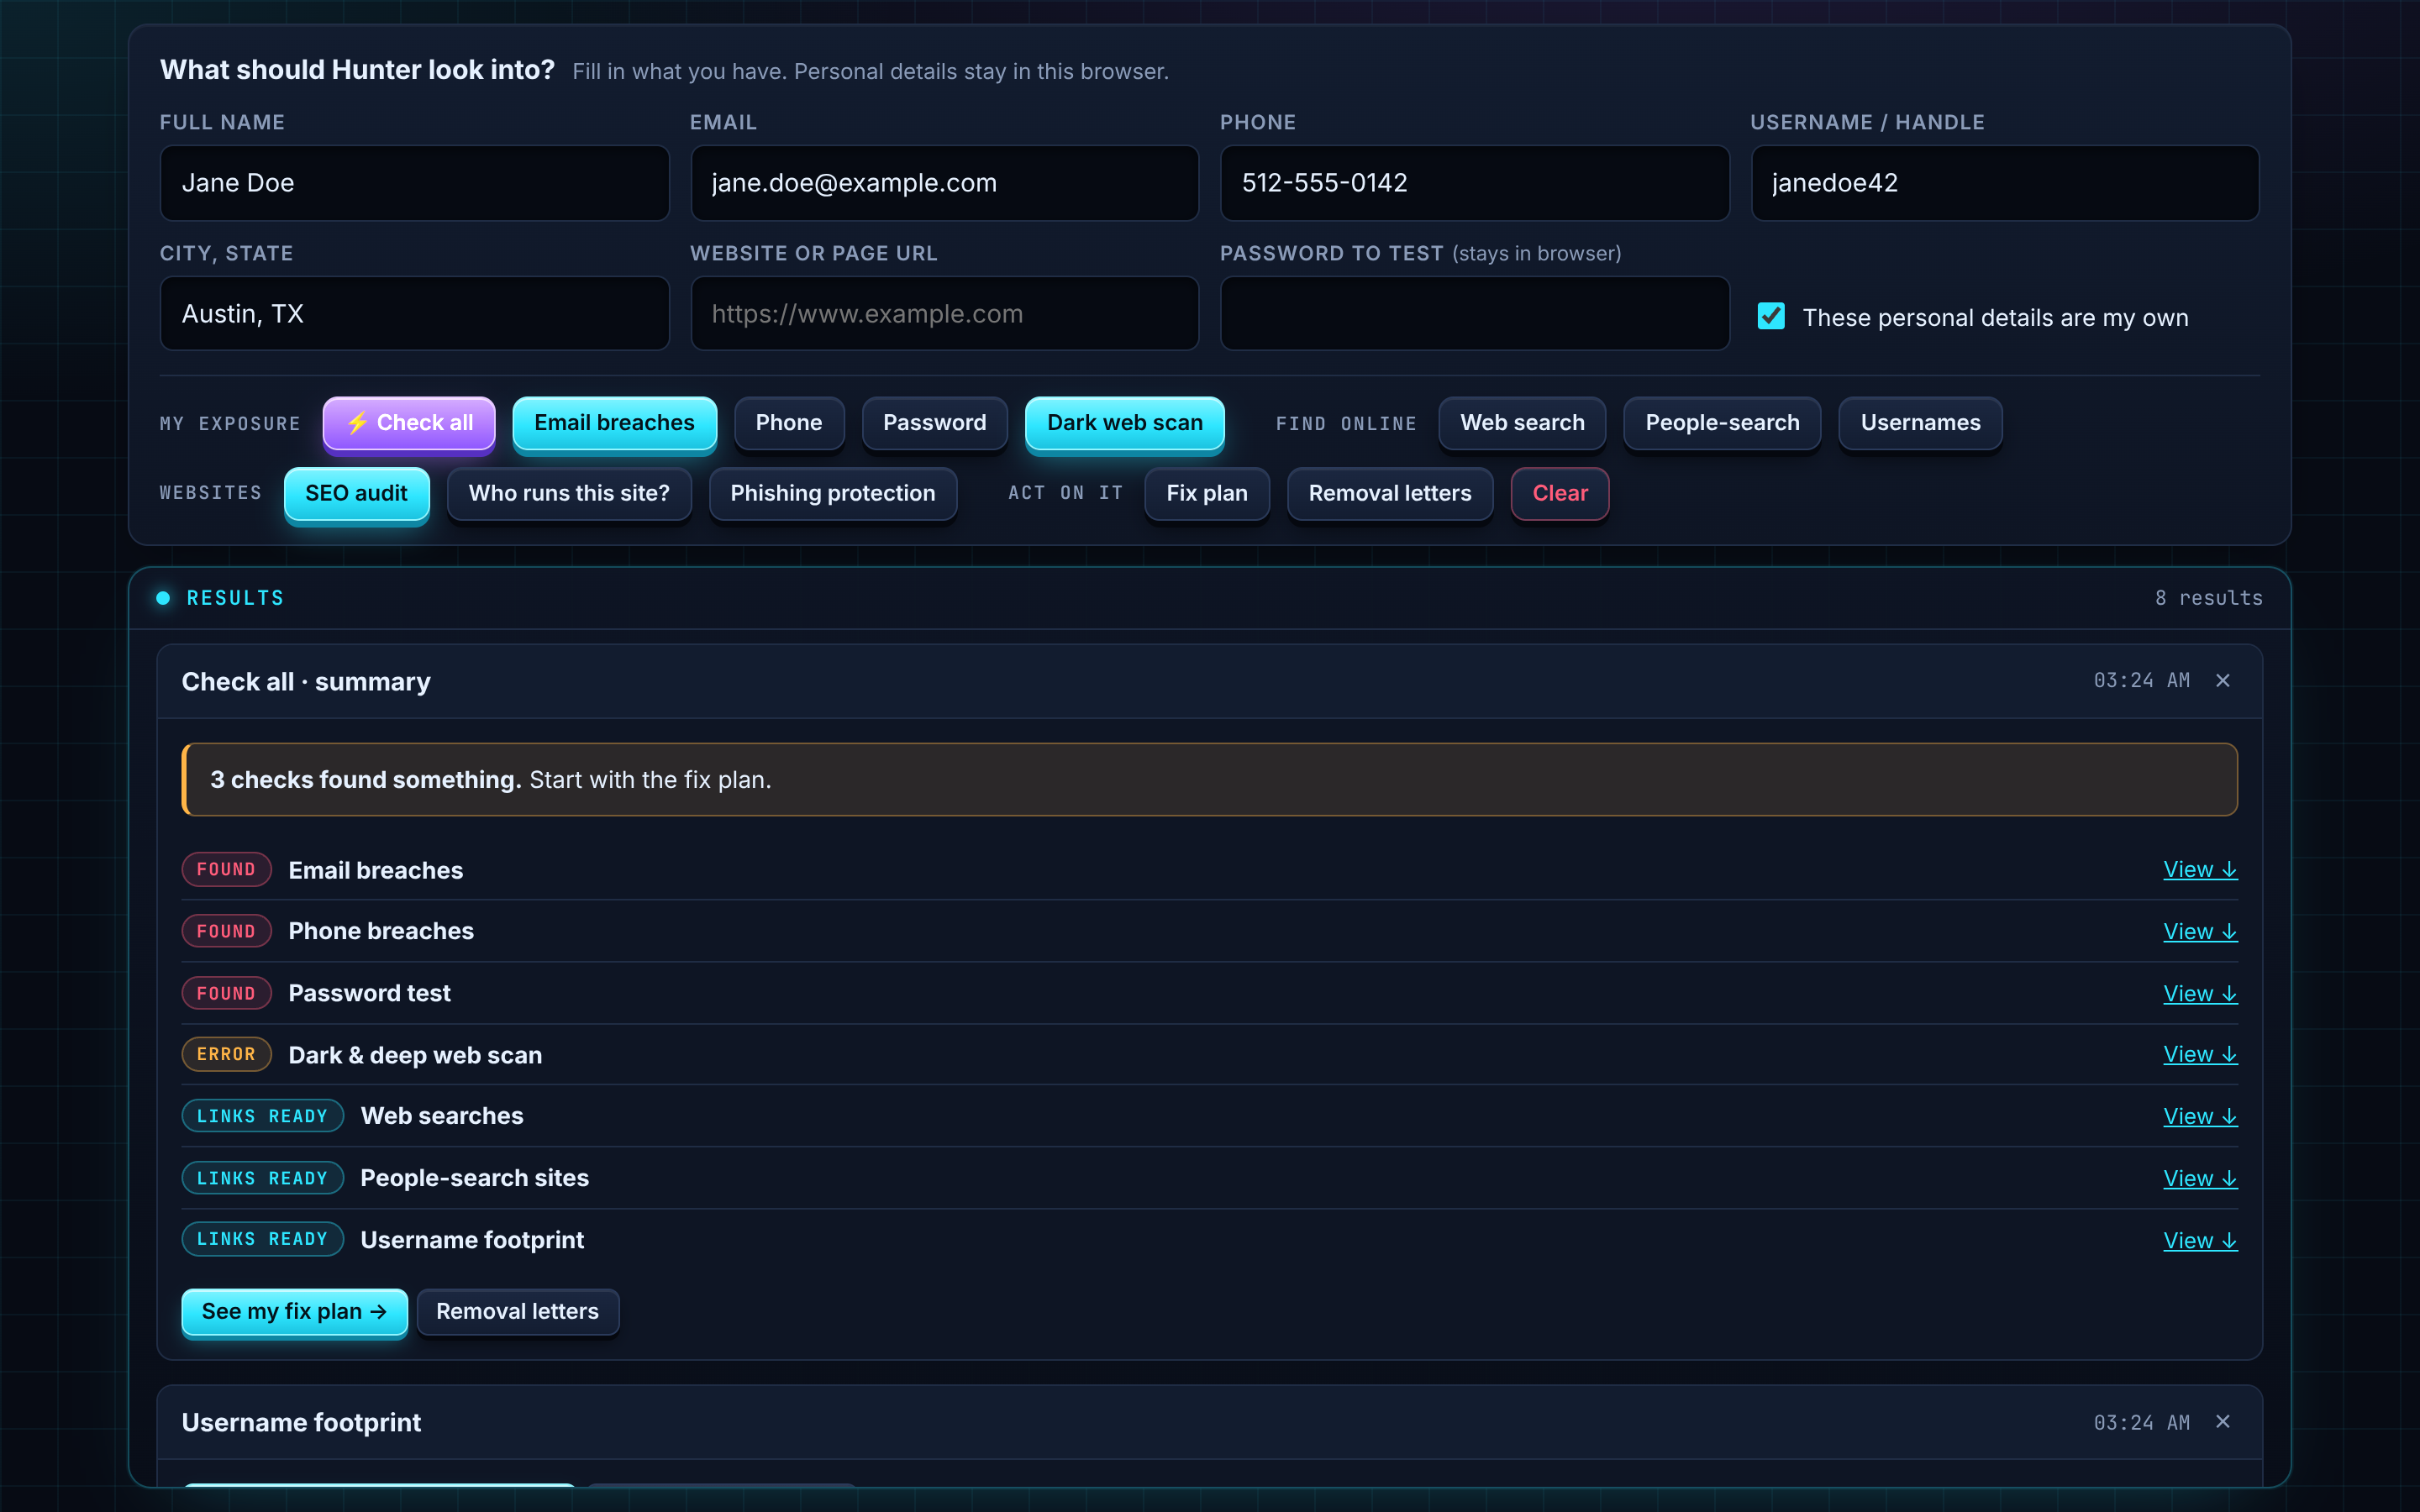 What should Hunter look into? Fill in what you have. Personal details stay in this browser.
FULL NAME
EMAIL
PHONE
USERNAME / HANDLE
Jane Doe
jane.doe@example.com
512-555-0142
janedoe42
CITY, STATE
WEBSITE OR PAGE URL
PASSWORD TO TEST (stays in browser)
Austin, TX
https://www.example.com
These personal details are my own
MY EXPOSURE ⚡ Check all Email breaches Phone Password Dark web scan FIND ONLINE Web search People-search Usernames
WEBSITES SEO audit Who runs this site? Phishing protection ACT ON IT Fix plan Removal letters Clear
RESULTS 8 results
Check all · summary 03:24 AM ✕
3 checks found something. Start with the fix plan.
FOUND Email breaches View ↓
FOUND Phone breaches View ↓
FOUND Password test View ↓
ERROR Dark & deep web scan View ↓
LINKS READY Web searches View ↓
LINKS READY People-search sites View ↓
LINKS READY Username footprint View ↓
See my fix plan → Removal letters
Username footprint 03:24 AM ✕